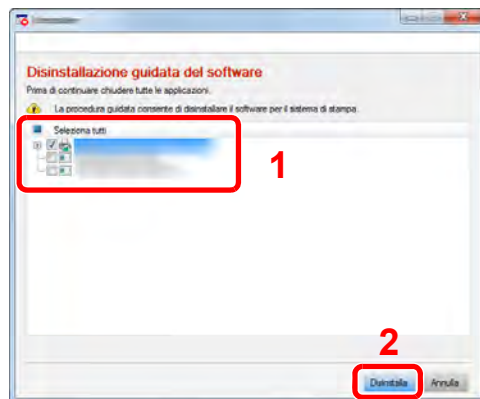 Disinstallazione guidata del software
Prima di continuare chiudere tutte le applicazioni.
La procedura guidata consente di disinstallare il software per il sistema di stampa.
Seleziona tutti
1
2
Disinstalla Annulla